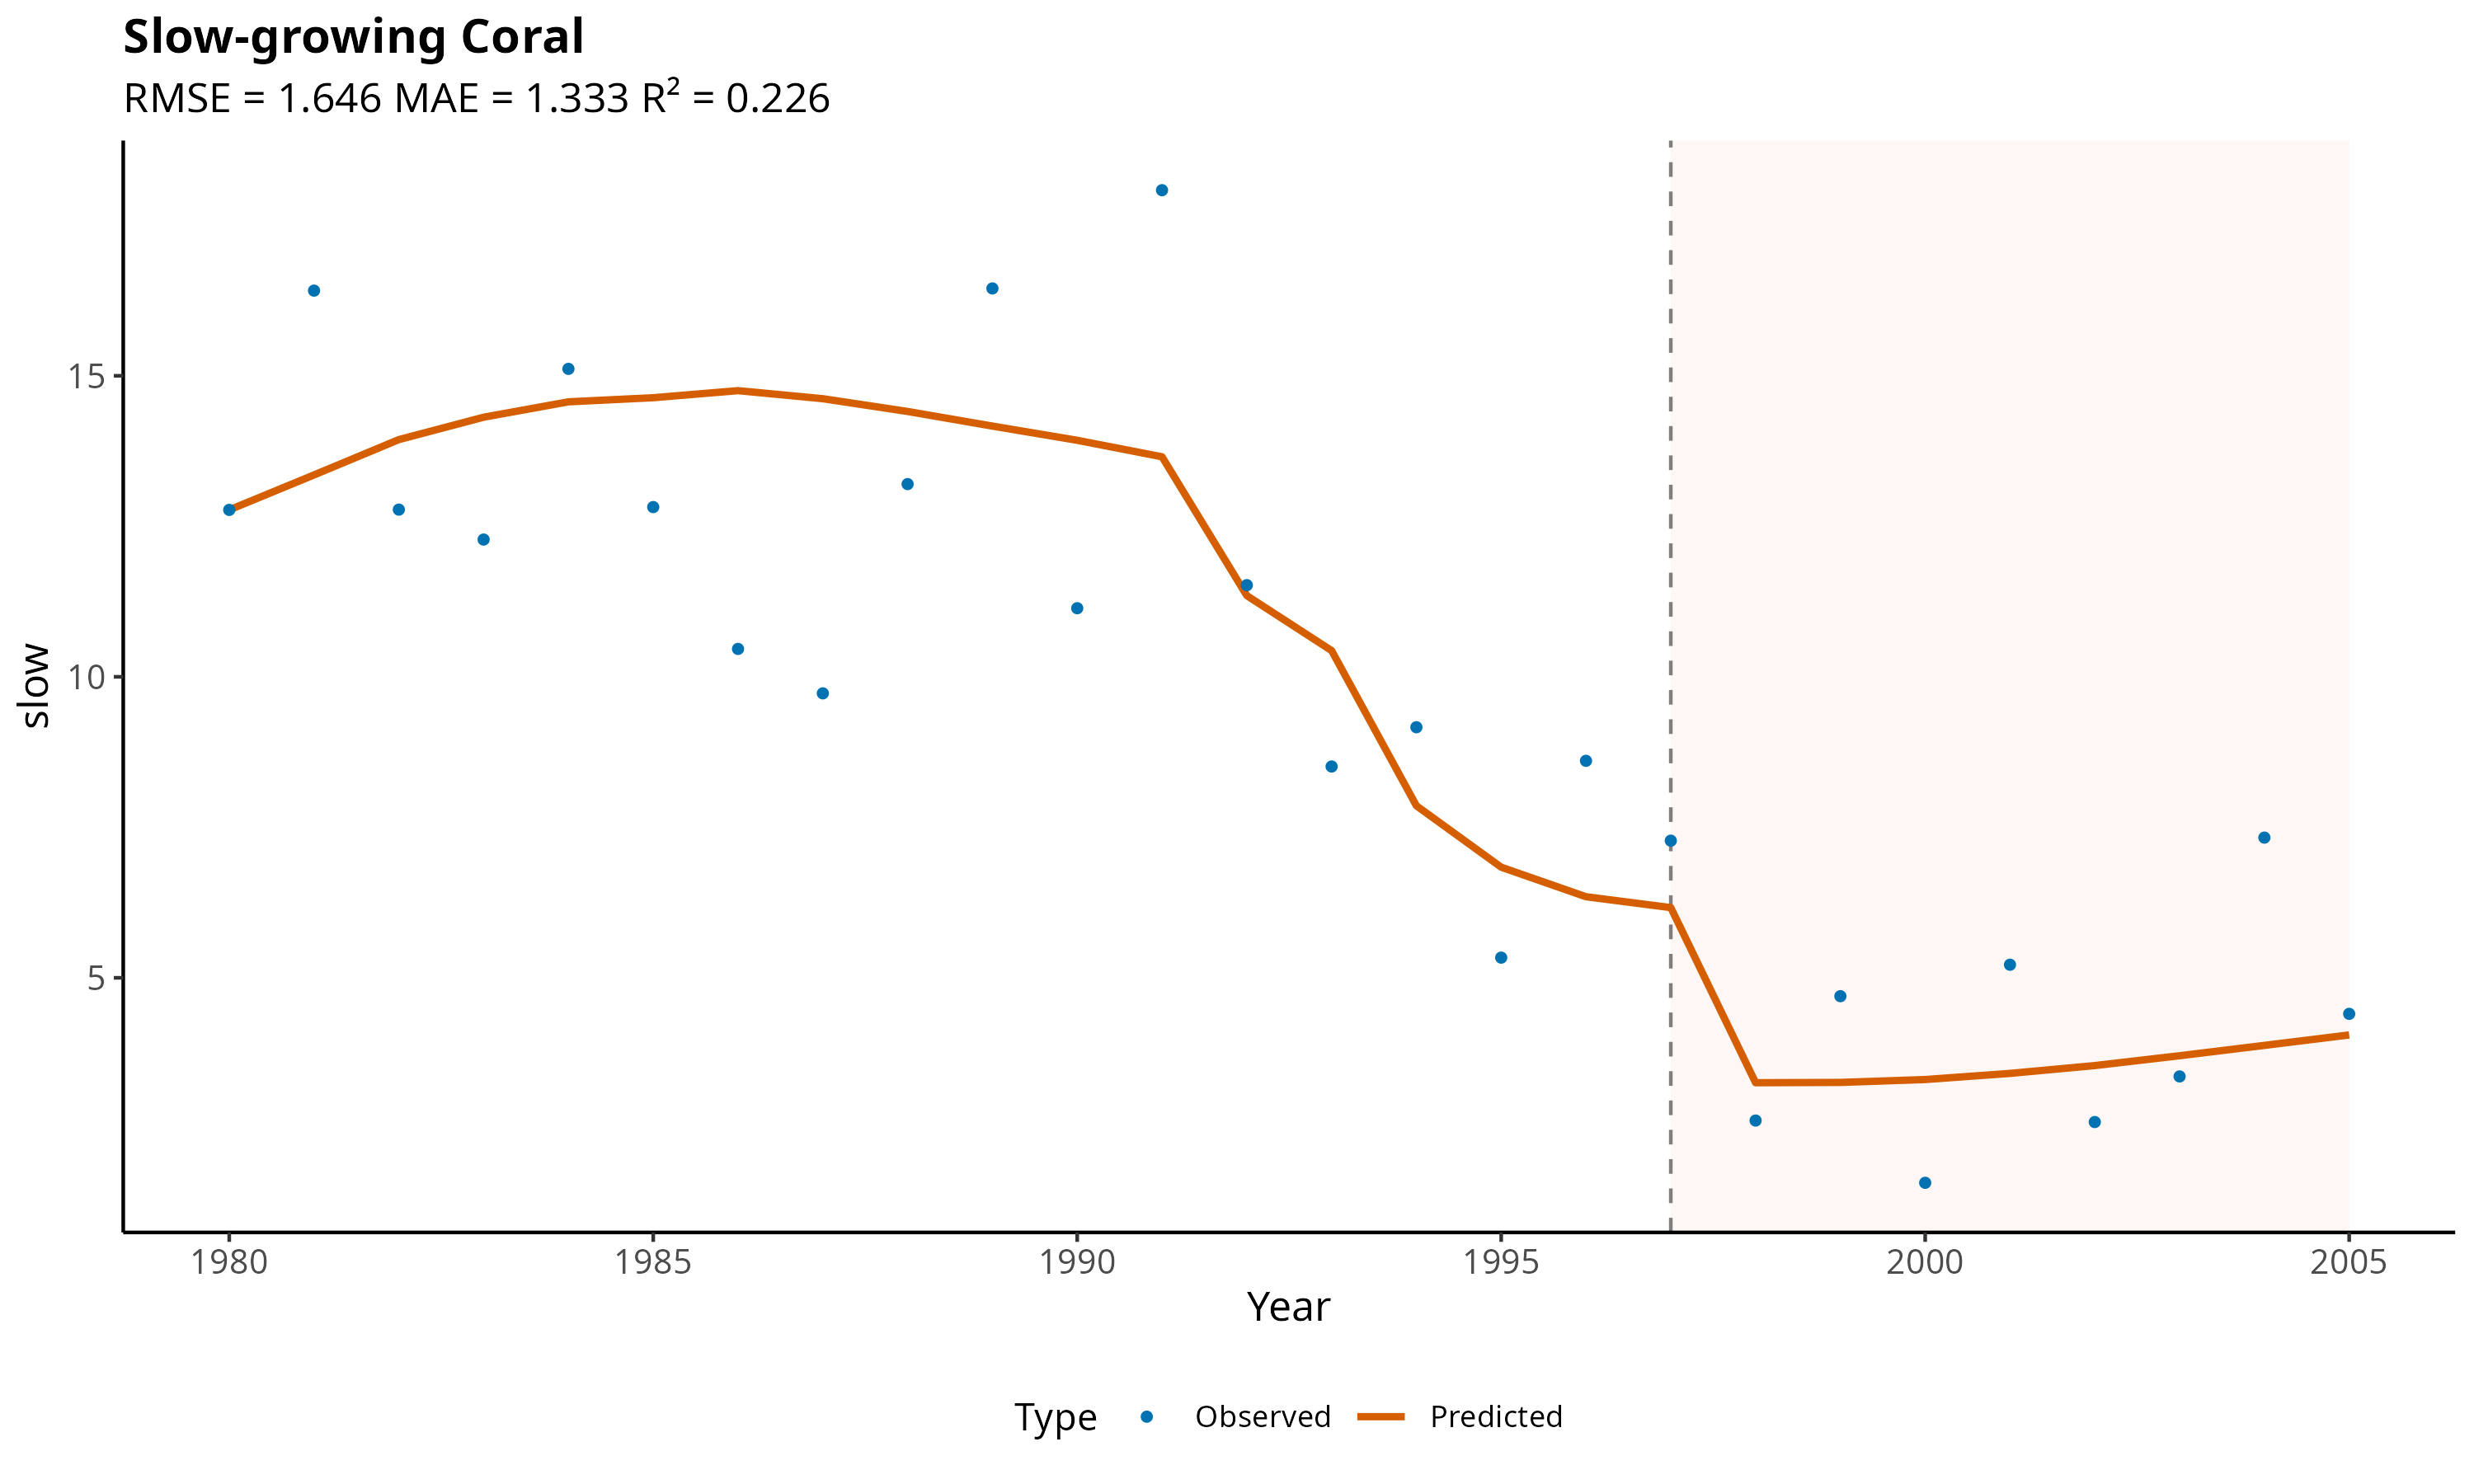 Slow-growing Coral
RMSE = 1.646 MAE = 1.333 R² = 0.226
slow
15
10
5
1980 1985 1990 1995 2000 2005
Year
Type Observed Predicted